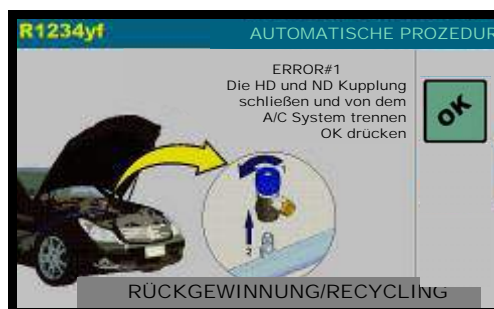 R1234yf
AUTOMATISCHE PROZEDUR
ERROR#1
Die HD und ND Kupplung
schließen und von dem
A/C System trennen
OK drücken
OK
2
RÜCKGEWINNUNG/RECYCLING